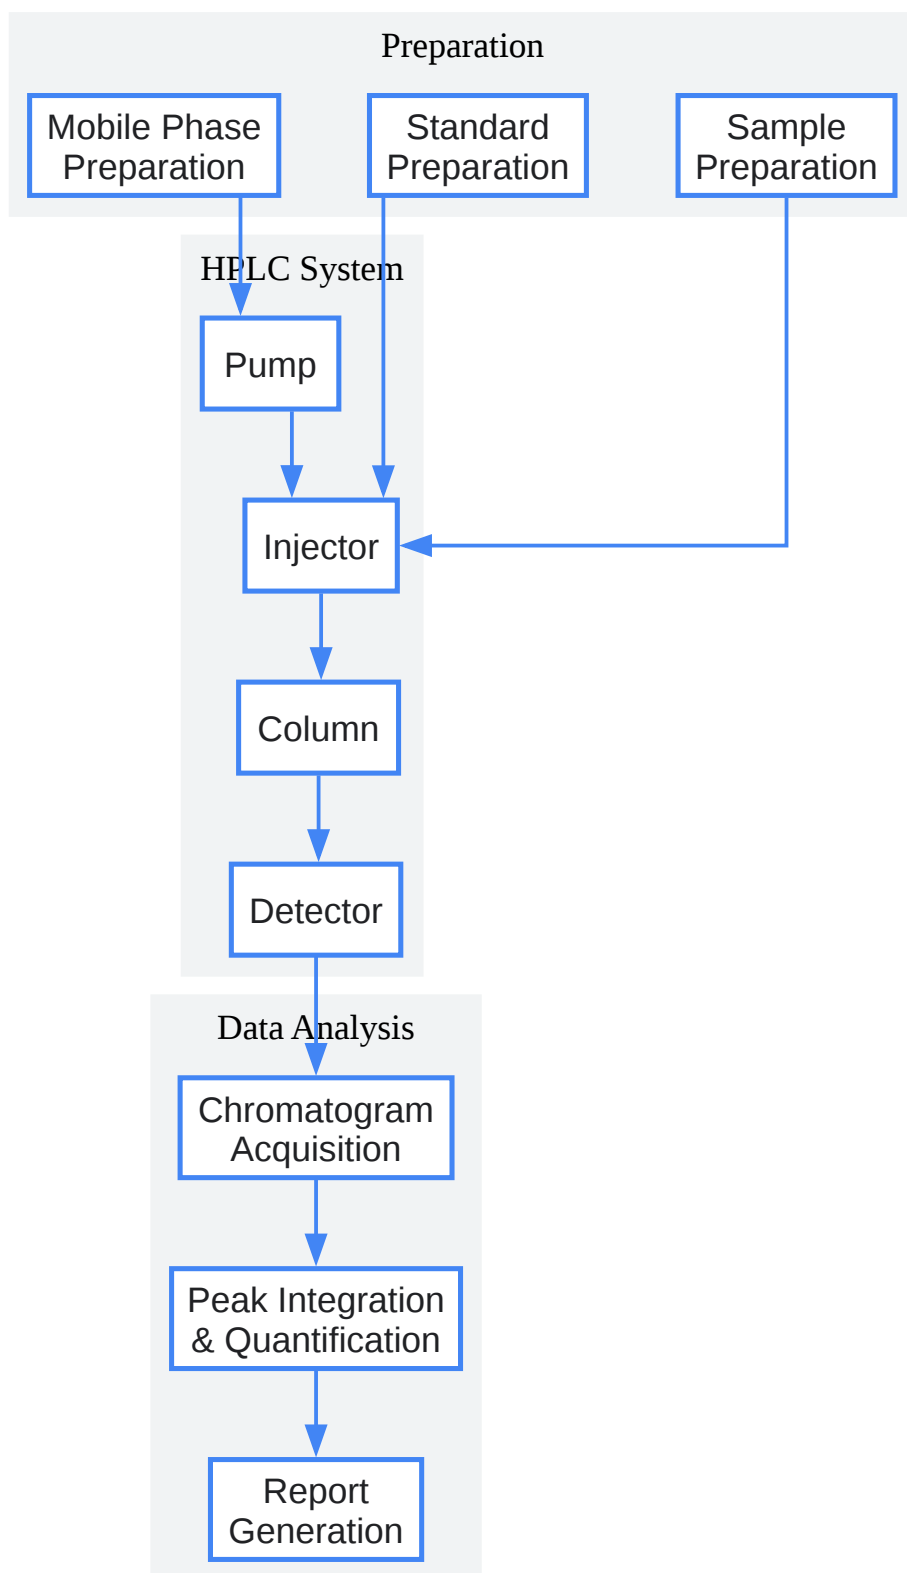 Preparation
Mobile Phase
Preparation
Standard
Preparation
Sample
Preparation
HPLC System
Pump
Injector
Column
Detector
Data Analysis
Chromatogram
Acquisition
Peak Integration
& Quantification
Report
Generation